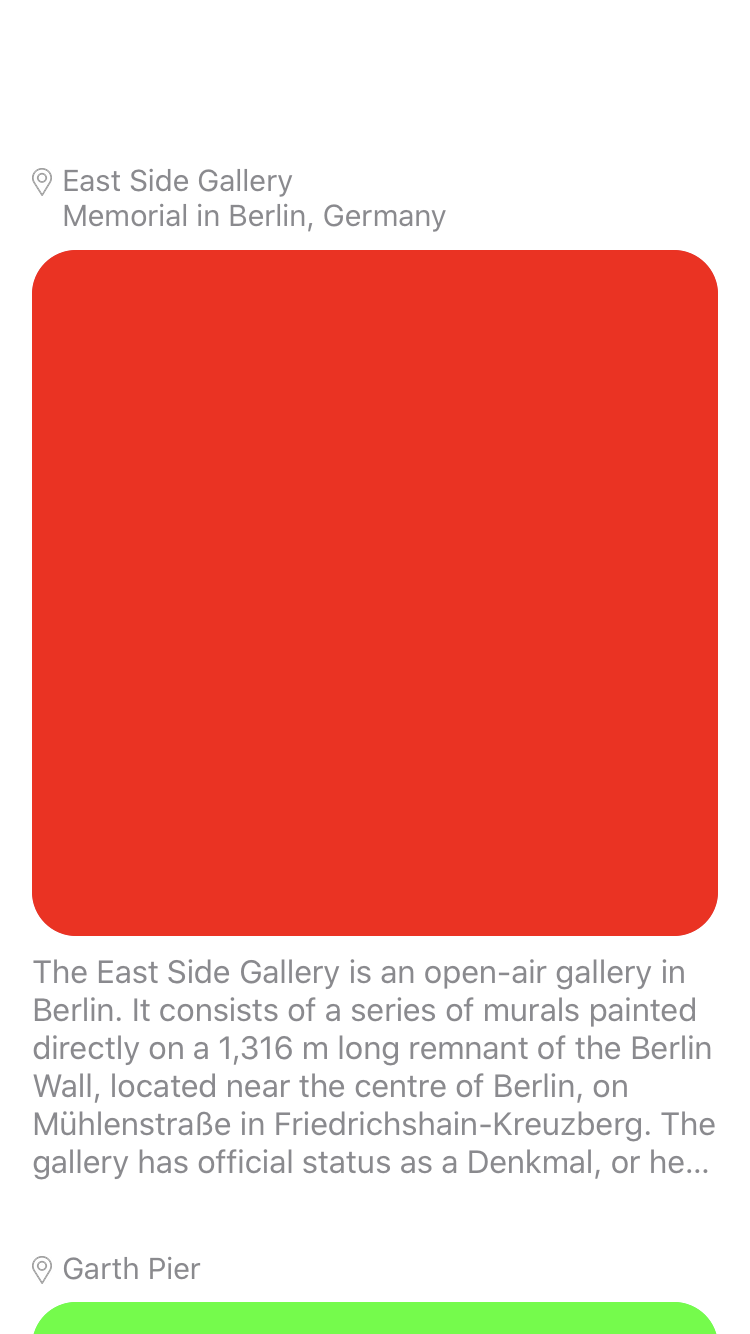 East Side Gallery
Memorial in Berlin, Germany
The East Side Gallery is an open-air gallery in
Berlin. It consists of a series of murals painted
directly on a 1,316 m long remnant of the Berlin
Wall, located near the centre of Berlin, on
Mühlenstraße in Friedrichshain-Kreuzberg. The
gallery has official status as a Denkmal, or he...
Garth Pier